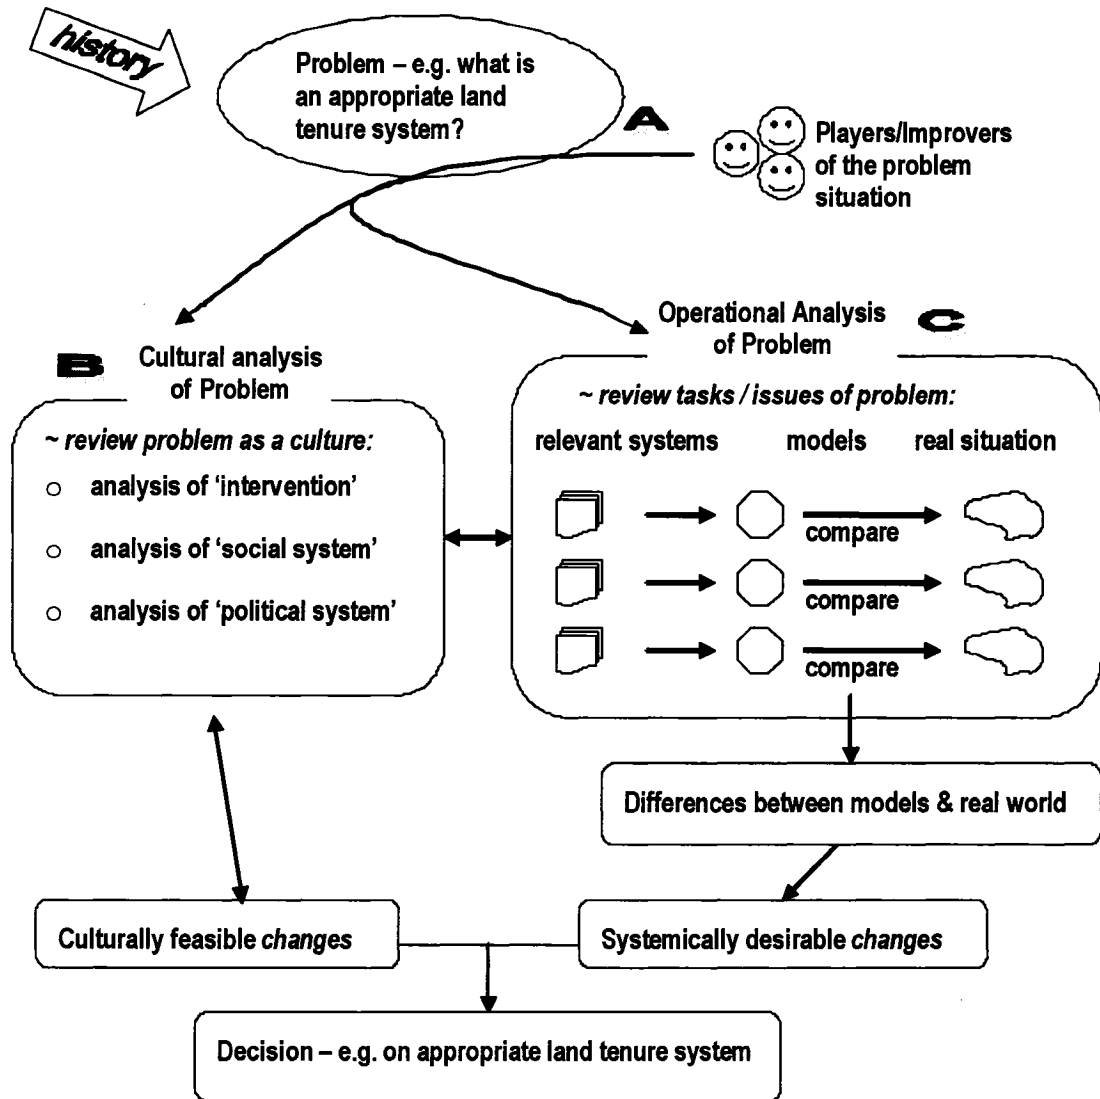 history
Problem – e.g. what is
an appropriate land
tenure system?
A
Players/Improvers
of the problem
situation
B
Cultural analysis
of Problem
~ review problem as a culture:
analysis of ‘intervention’
analysis of ‘social system’
analysis of ‘political system’
Operational Analysis
of Problem
C
~ review tasks / issues of problem:
relevant systems models real situation
compare
compare
compare
Differences between models & real world
Culturally feasible changes
Systemically desirable changes
Decision – e.g. on appropriate land tenure system